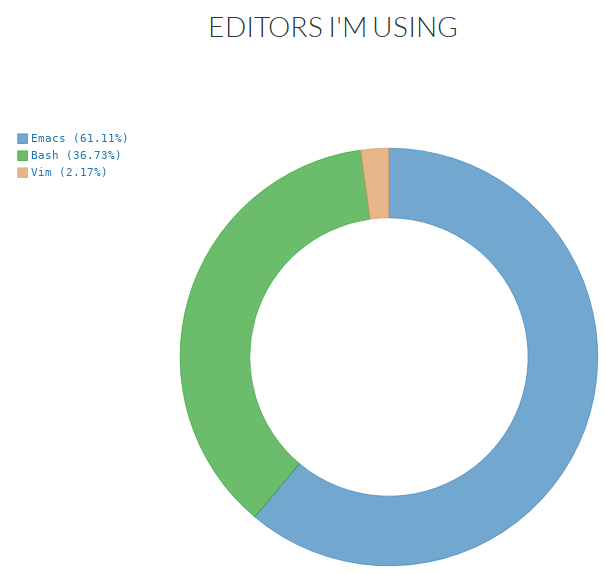 EDITORS I'M USING
Emacs (61.11%)
Bash (36.73%)
Vim (2.17%)